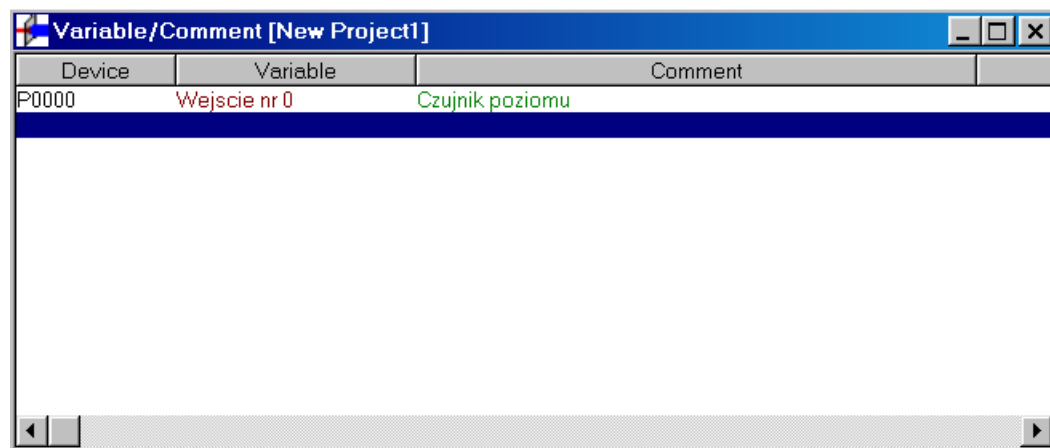 Variable/Comment [New Project1]
Device Variable Comment
P0000 Wejscie nr 0 Czujnik poziomu